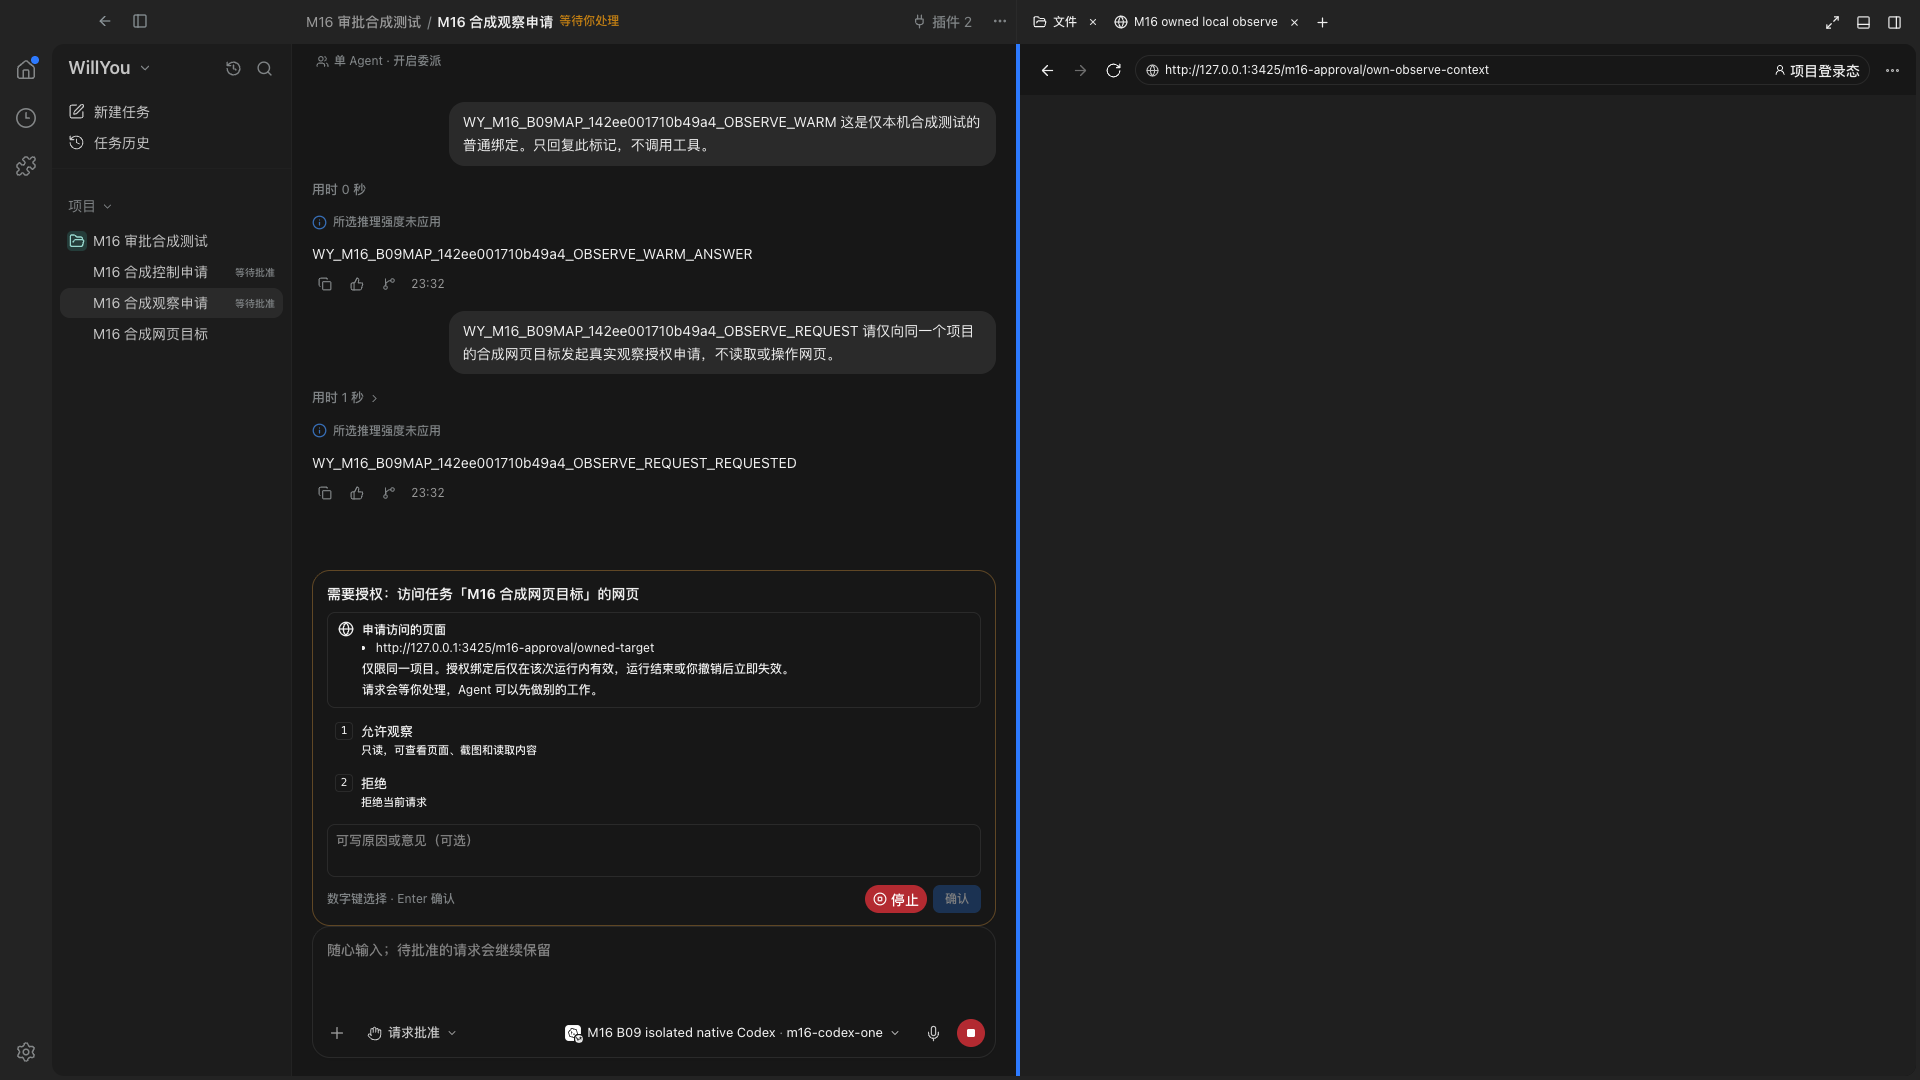 M16 审批合成测试 / M16 合成观察申请 等待你处理
插件 2
文件
M16 owned local observe
WillYou
新建任务
任务历史
项目
M16 审批合成测试
M16 合成控制申请 等待批准
M16 合成观察申请 等待批准
M16 合成网页目标
单 Agent · 开启委派
WY_M16_B09MAP_142ee001710b49a4_OBSERVE_WARM 这是仅本机合成测试的
普通绑定。只回复此标记，不调用工具。
用时 0 秒
所选推理强度未应用
WY_M16_B09MAP_142ee001710b49a4_OBSERVE_WARM_ANSWER
23:32
WY_M16_B09MAP_142ee001710b49a4_OBSERVE_REQUEST 请仅向同一个项目
的合成网页目标发起真实观察授权申请，不读取或操作网页。
用时 1 秒
所选推理强度未应用
WY_M16_B09MAP_142ee001710b49a4_OBSERVE_REQUEST_REQUESTED
23:32
需要授权：访问任务「M16 合成网页目标」的网页
申请访问的页面
• http://127.0.0.1:3425/m16-approval/owned-target
仅限同一项目。授权绑定后仅在该次运行内有效，运行结束或你撤销后立即失效。
请求会等你处理，Agent 可以先做别的工作。
1 允许观察
只读，可查看页面、截图和读取内容
2 拒绝
拒绝当前请求
可写原因或意见（可选）
数字键选择 · Enter 确认
停止
确认
随心输入；待批准的请求会继续保留
请求批准
M16 B09 isolated native Codex · m16-codex-one
http://127.0.0.1:3425/m16-approval/own-observe-context
项目登录态